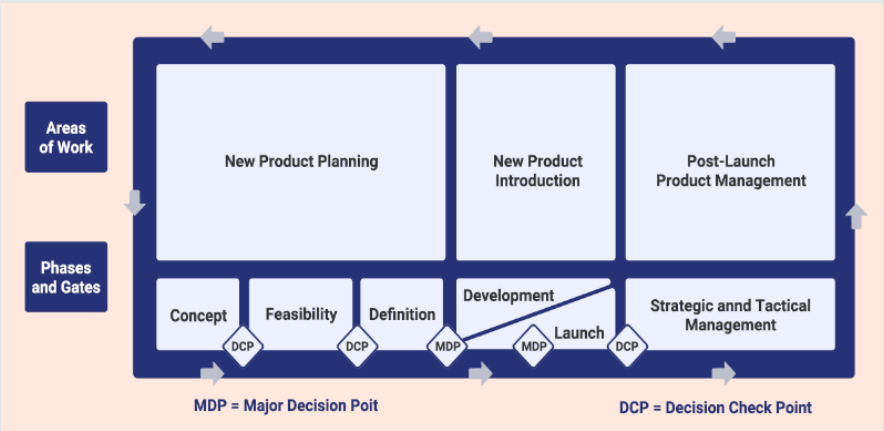 Areas
of Work
New Product Planning
New Product
Introduction
Post-Launch
Product Management
Phases
and Gates
Concept
Feasibility
Definition
Development
Launch
Strategic annd Tactical
Management
DCP
DCP
MDP
MDP
DCP
MDP = Major Decision Poit
DCP = Decision Check Point